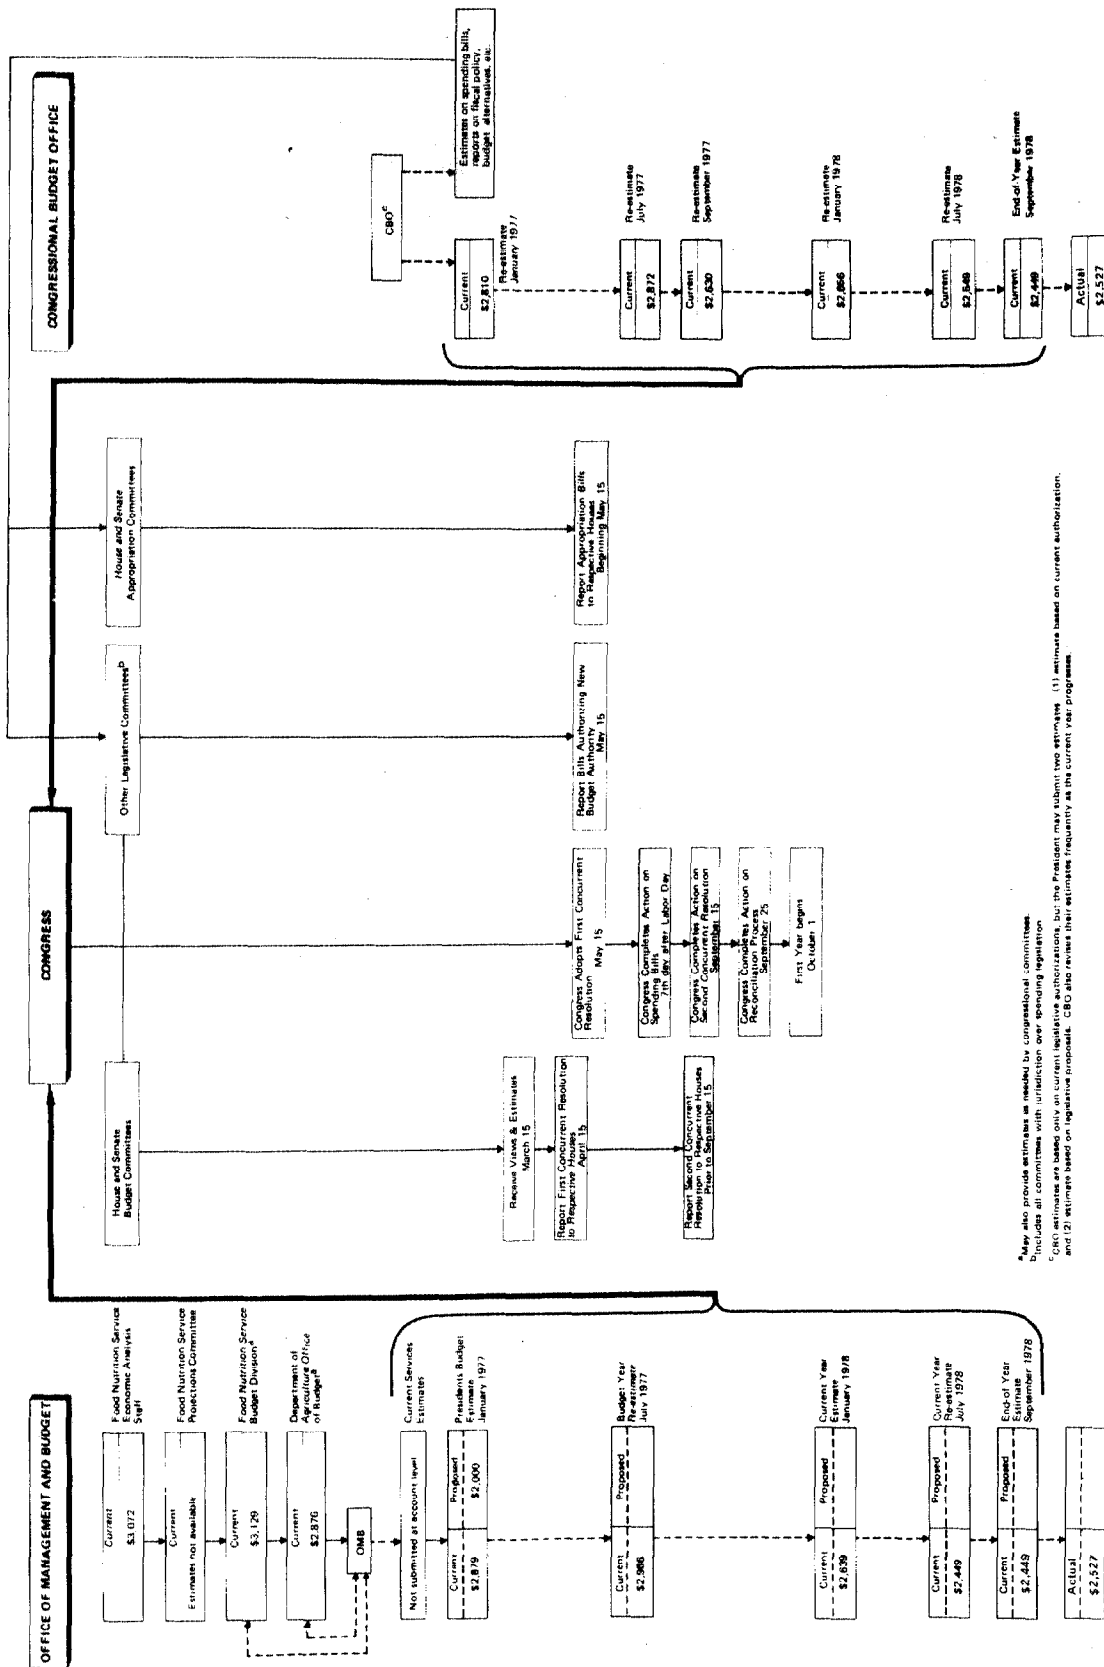 OFFICE OF MANAGEMENT AND BUDGET
Current
$3,072
Food Nutrition Service
Economic Analysis
Staff
Current
Estimates not available
Food Nutrition Service
Projections Committee
Current
$3,129
Food Nutrition Service
Budget Division a
Current
$2,876
Department of
Agriculture Office
of Budget a
OMB
Not submitted at account level
Current Services
Estimates
Current
Proposed
$2,879
$2,000
Presidents Budget
Estimate
January 1977
Current
Proposed
$2,986
Budget Year
Re-estimate
July 1977
Current
Proposed
$2,639
Current Year
Estimate
January 1978
Current
Proposed
$2,449
Current Year
Re-estimate
July 1978
Current
Proposed
$2,449
End-of Year
Estimate
September 1978
Actual
$2,527
CONGRESS
House and Senate
Budget Committees
Receive Views & Estimates
March 15
Report First Concurrent Resolution
to Respective Houses
April 15
Report Second Concurrent
Resolution to Respective Houses
Prior to September 15
Congress Adopts First Concurrent
Resolution
May 15
Congress Completes Action on
Spending Bills
7th day after Labor Day
Congress Completes Action on
Second Concurrent Resolution
September 15
Congress Completes Action on
Reconciliation Process
September 25
First Year begins
October 1
Other Legislative Committees b
Report Bills Authorizing New
Budget Authority
May 15
House and Senate
Appropriation Committees
Report Appropriation Bills
to Respective Houses
Beginning May 15
CONGRESSIONAL BUDGET OFFICE
CBO c
Estimates on spending bills,
reports on fiscal policy,
budget alternatives, etc.
Current
$2,810
Re-estimate
January 1977
Current
$2,872
Re-estimate
July 1977
Current
$2,630
Re-estimate
September 1977
Current
Re-estimate
January 1978
Current
Re-estimate
July 1978
Current
$2,449
End-of-Year Estimate
September 1978
Actual
$2,527
a May also provide estimates as needed by congressional committees.
b Includes all committees with jurisdiction over spending legislation
c CBO estimates are based only on current legislative authorizations, but the President may submit two estimates (1) estimate based on current authorization,
and (2) estimate based on legislative proposals. CBO also revises their estimates frequently as the current year progresses.